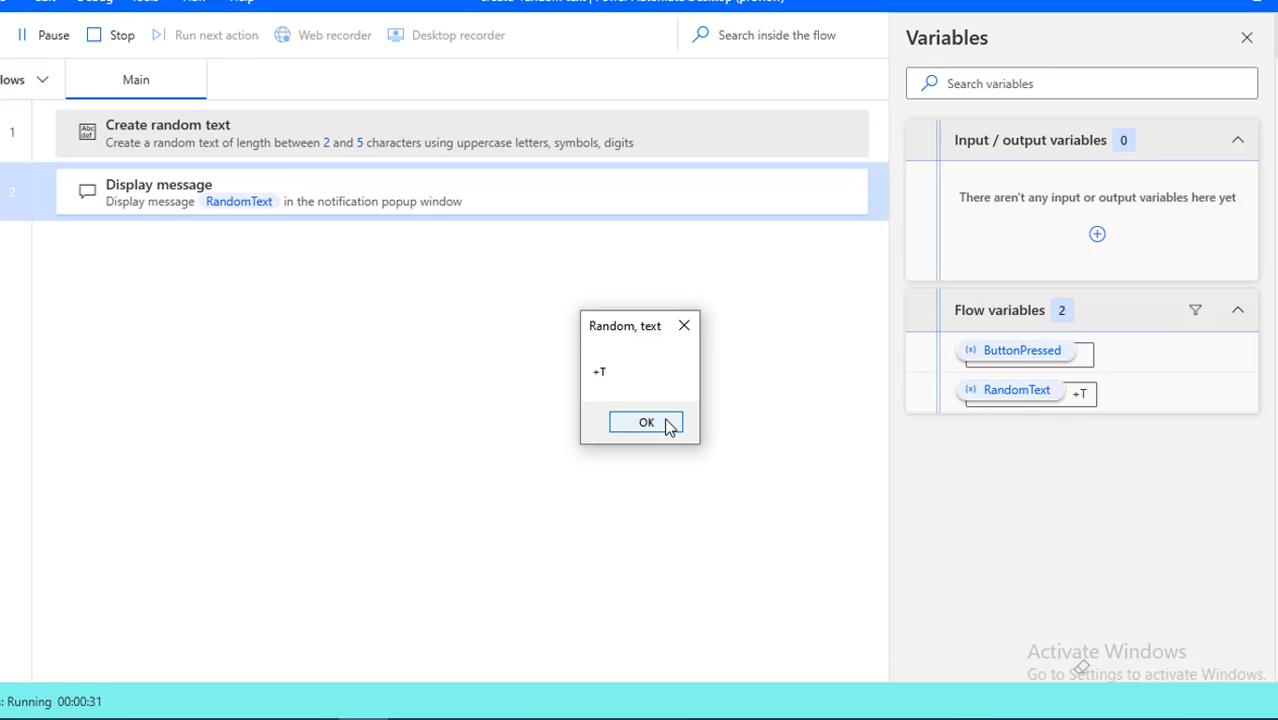 Pause
Stop
Run next action
Web recorder
Desktop recorder
Search inside the flow
lows
Main
1
Create random text
Create a random text of length between 2 and 5 characters using uppercase letters, symbols, digits
2
Display message
Display message RandomText in the notification popup window
Random, text
+T
OK
Variables
Search variables
Input / output variables 0
There aren't any input or output variables here yet
Flow variables 2
(x) ButtonPressed
(x) RandomText +T
Activate Windows
Go to Settings to activate Windows.
: Running 00:00:31